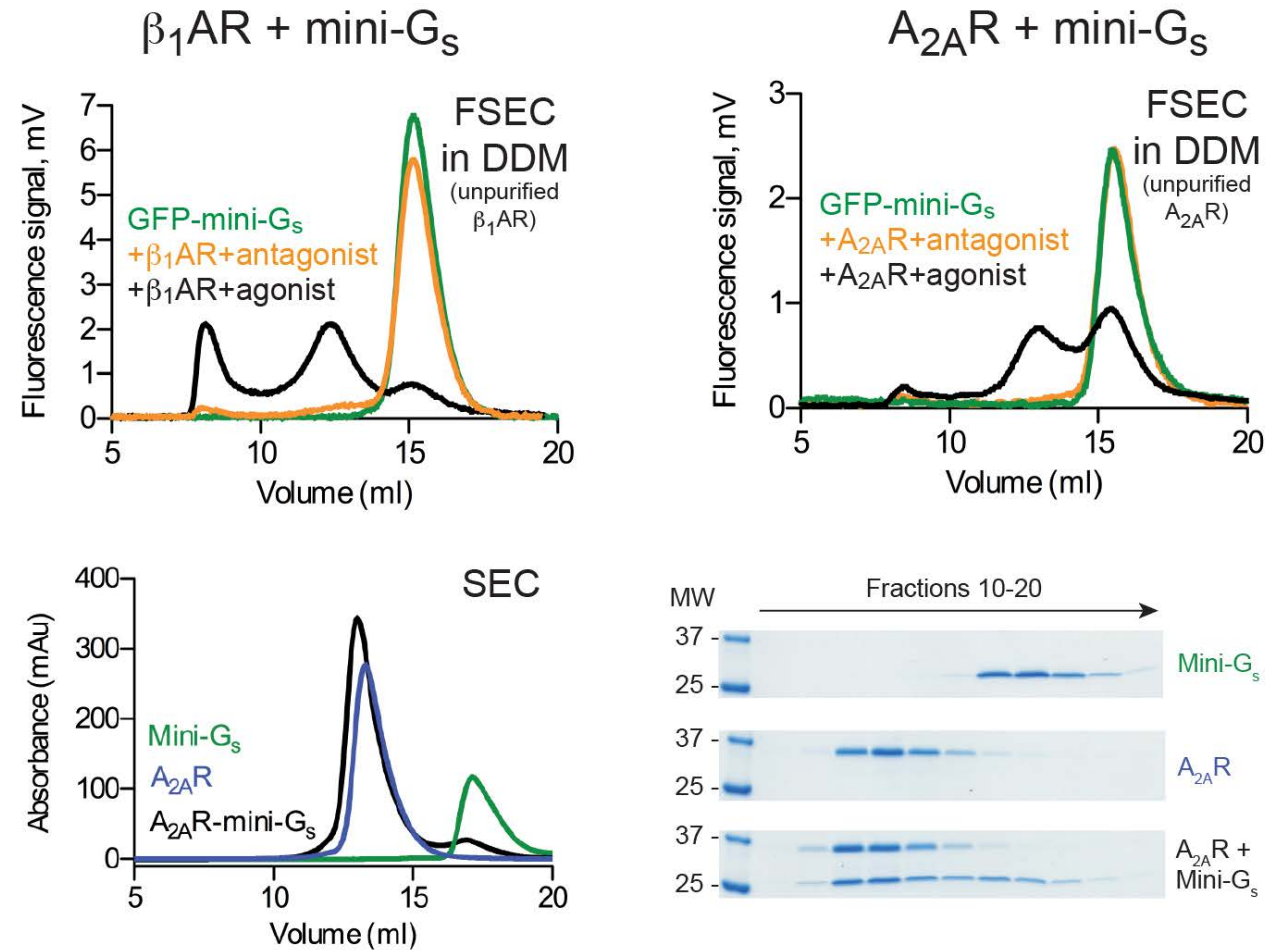 β₁AR + mini-Gₛ
7
6
5
4
3
2
1
0
Fluorescence signal, mV
FSEC
in DDM
(unpurified
β₁AR)
GFP-mini-Gₛ
+β₁AR+antagonist
+β₁AR+agonist
5
10
15
20
Volume (ml)
A₂ₐR + mini-Gₛ
3
2
1
0
Fluorescence signal, mV
FSEC
in DDM
(unpurified
A₂ₐR)
GFP-mini-Gₛ
+A₂ₐR+antagonist
+A₂ₐR+agonist
5
10
15
20
Volume (ml)
400
300
200
100
0
Absorbance (mAu)
SEC
Mini-Gₛ
A₂ₐR
A₂ₐR-mini-Gₛ
5
10
15
20
Volume (ml)
MW
Fractions 10-20
37 -
25 -
Mini-Gₛ
37 -
25 -
A₂ₐR
37 -
25 -
A₂ₐR +
Mini-Gₛ